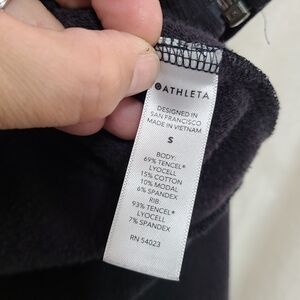 ATHLETA
DESIGNED IN
SAN FRANCISCO
MADE IN VIETNAM
S
BODY:
69% TENCEL®
LYOCELL
15% COTTON
10% MODAL
6% SPANDEX
RIB:
93% TENCEL®
LYOCELL
7% SPANDEX
RN 54023